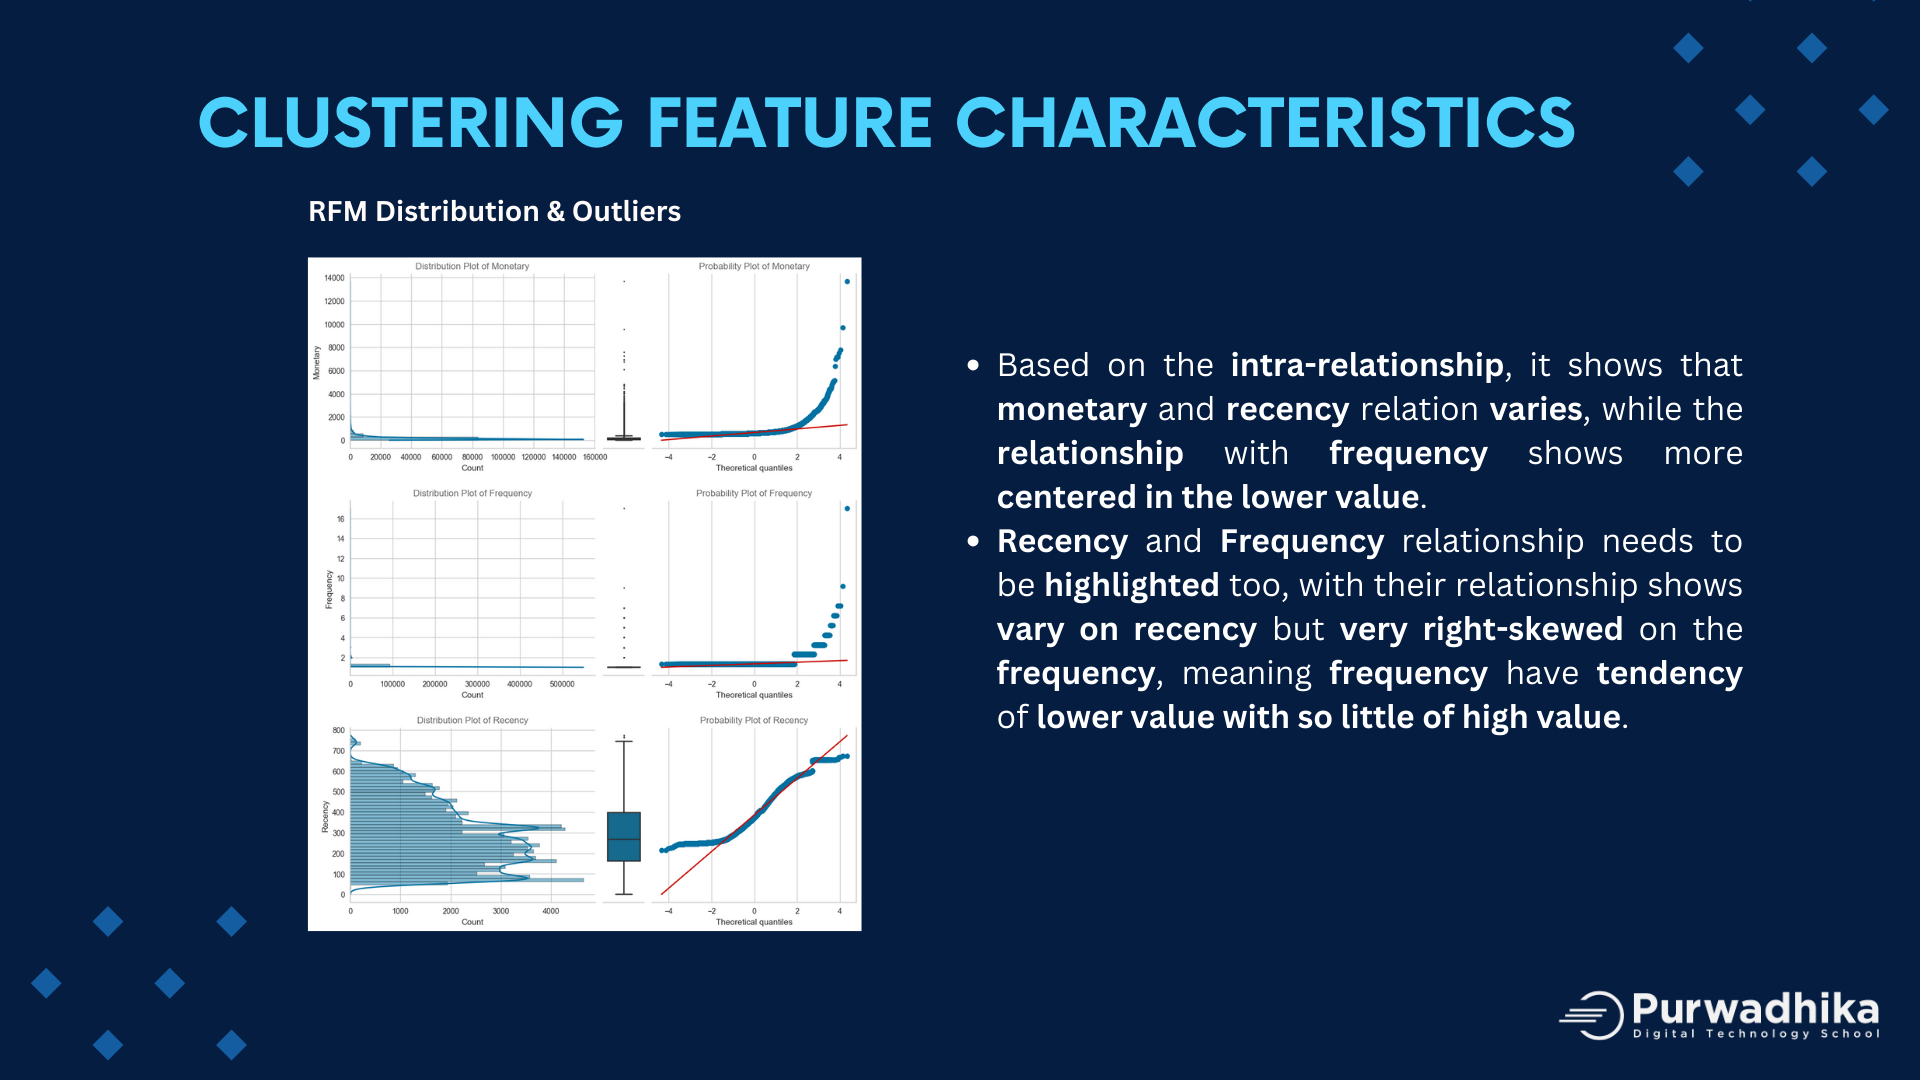 CLUSTERING FEATURE CHARACTERISTICS
RFM Distribution & Outliers
Distribution Plot of Monetary
Probability Plot of Monetary
14000
12000
10000
8000
6000
4000
2000
0
Monetary
0 20000 40000 60000 80000 100000 120000 140000 160000
Count
−4 −2 0 2 4
Theoretical quantiles
Distribution Plot of Frequency
Probability Plot of Frequency
16
14
12
10
8
6
4
2
Frequency
0 100000 200000 300000 400000 500000
Count
−4 −2 0 2 4
Theoretical quantiles
Distribution Plot of Recency
Probability Plot of Recency
800
700
600
500
400
300
200
100
0
Recency
0 1000 2000 3000 4000
Count
−4 −2 0 2 4
Theoretical quantiles
• Based on the intra-relationship, it shows that
monetary and recency relation varies, while the
relationship with frequency shows more
centered in the lower value.
• Recency and Frequency relationship needs to
be highlighted too, with their relationship shows
vary on recency but very right-skewed on the
frequency, meaning frequency have tendency
of lower value with so little of high value.
Purwadhika
Digital Technology School